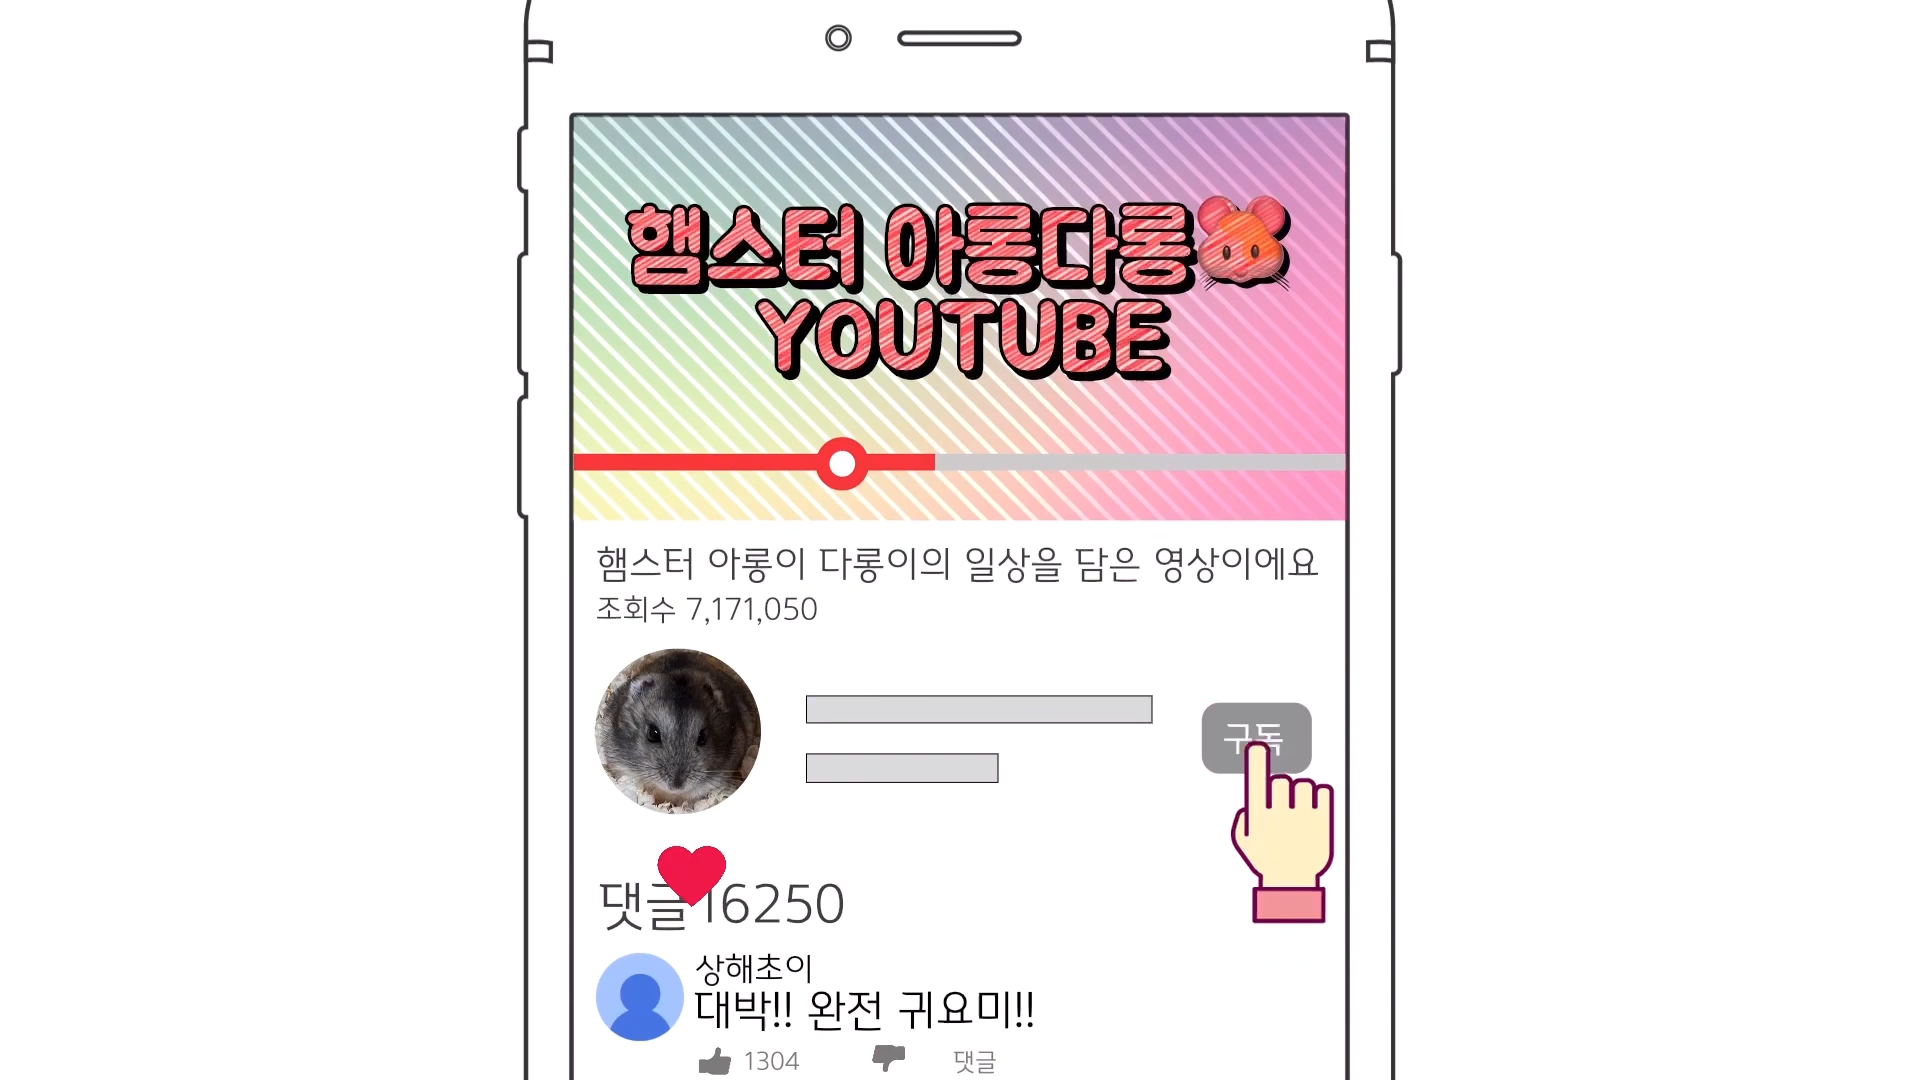 햄스터 아롱다롱
YOUTUBE
햄스터 아롱이 다롱이의 일상을 담은 영상이에요
조회수 7,171,050
구독
댓글 16250
상해초이
대박!! 완전 귀요미!!
1304
댓글